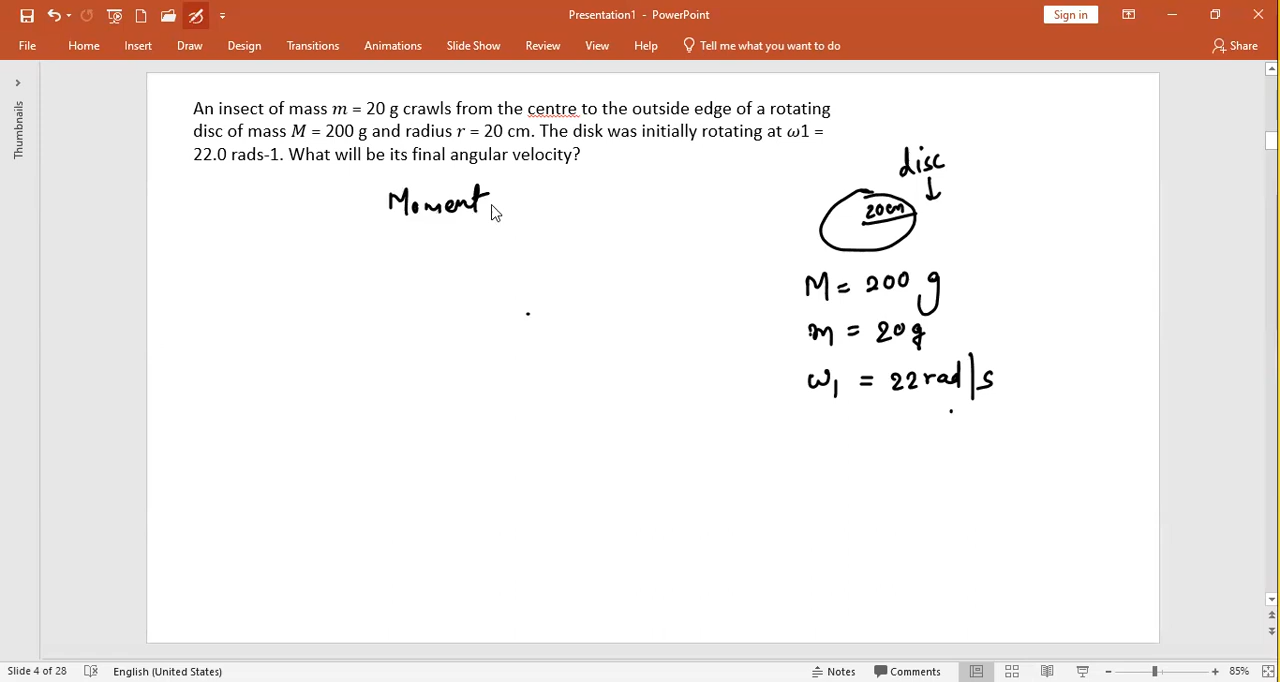 Presentation1 - PowerPoint
Sign in
File Home Insert Draw Design Transitions Animations Slide Show Review View Help Tell me what you want to do Share
Thumbnails
An insect of mass m = 20 g crawls from the centre to the outside edge of a rotating
disc of mass M = 200 g and radius r = 20 cm. The disk was initially rotating at ω1 =
22.0 rads-1. What will be its final angular velocity?
disc
↓
Moment
20cm
M = 200 g
m = 20g
ω₁ = 22 rad/s
Slide 4 of 28 English (United States) Notes Comments 85%